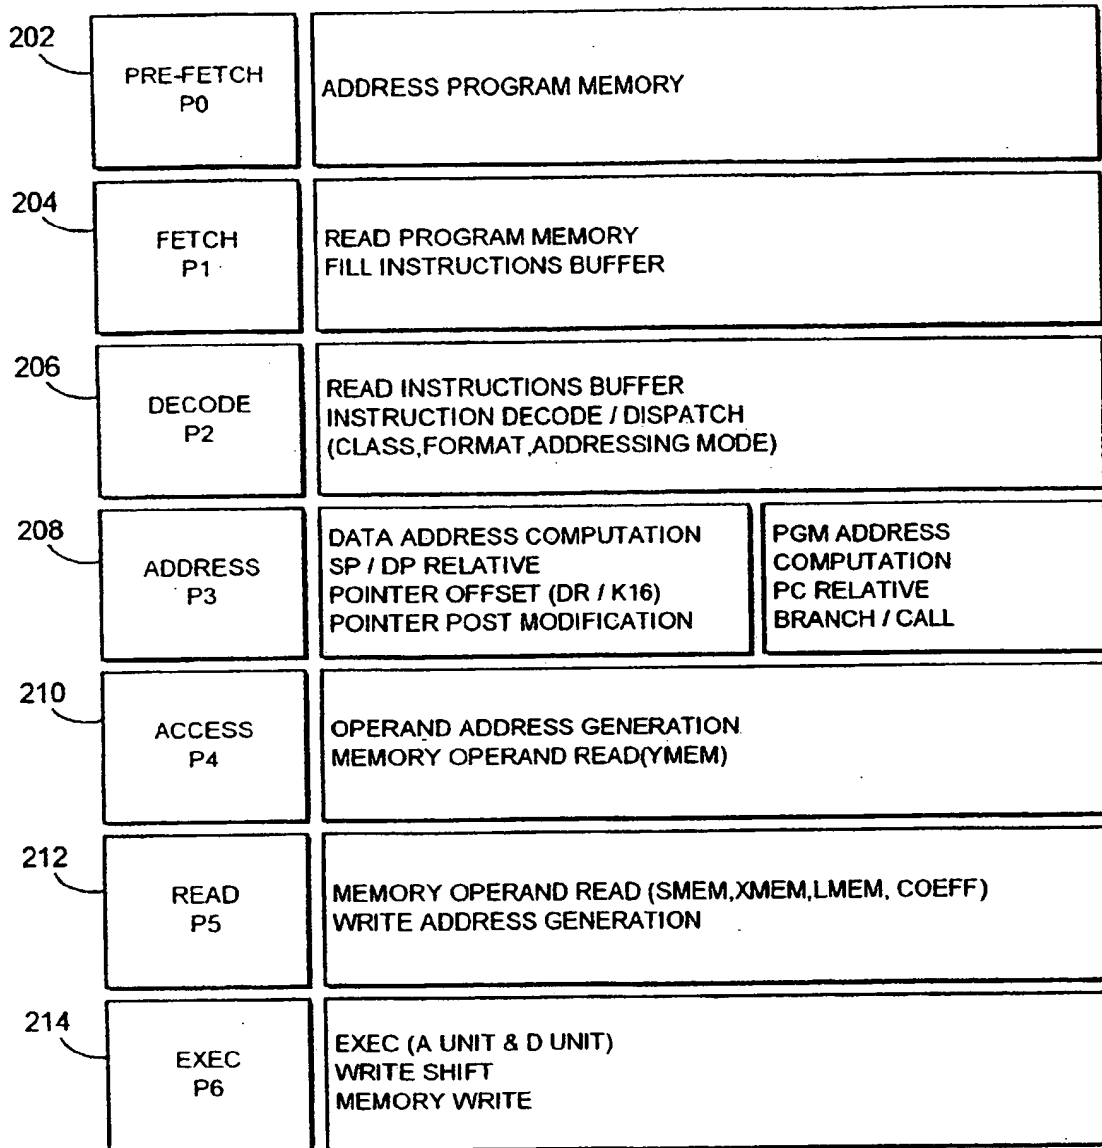 202
PRE-FETCH
P0
ADDRESS PROGRAM MEMORY
204
FETCH
P1
READ PROGRAM MEMORY
FILL INSTRUCTIONS BUFFER
206
DECODE
P2
READ INSTRUCTIONS BUFFER
INSTRUCTION DECODE / DISPATCH
(CLASS,FORMAT,ADDRESSING MODE)
208
ADDRESS
P3
DATA ADDRESS COMPUTATION
SP / DP RELATIVE
POINTER OFFSET (DR / K16)
POINTER POST MODIFICATION
PGM ADDRESS
COMPUTATION
PC RELATIVE
BRANCH / CALL
210
ACCESS
P4
OPERAND ADDRESS GENERATION
MEMORY OPERAND READ(YMEM)
212
READ
P5
MEMORY OPERAND READ (SMEM,XMEM,LMEM, COEFF)
WRITE ADDRESS GENERATION
214
EXEC
P6
EXEC (A UNIT & D UNIT)
WRITE SHIFT
MEMORY WRITE